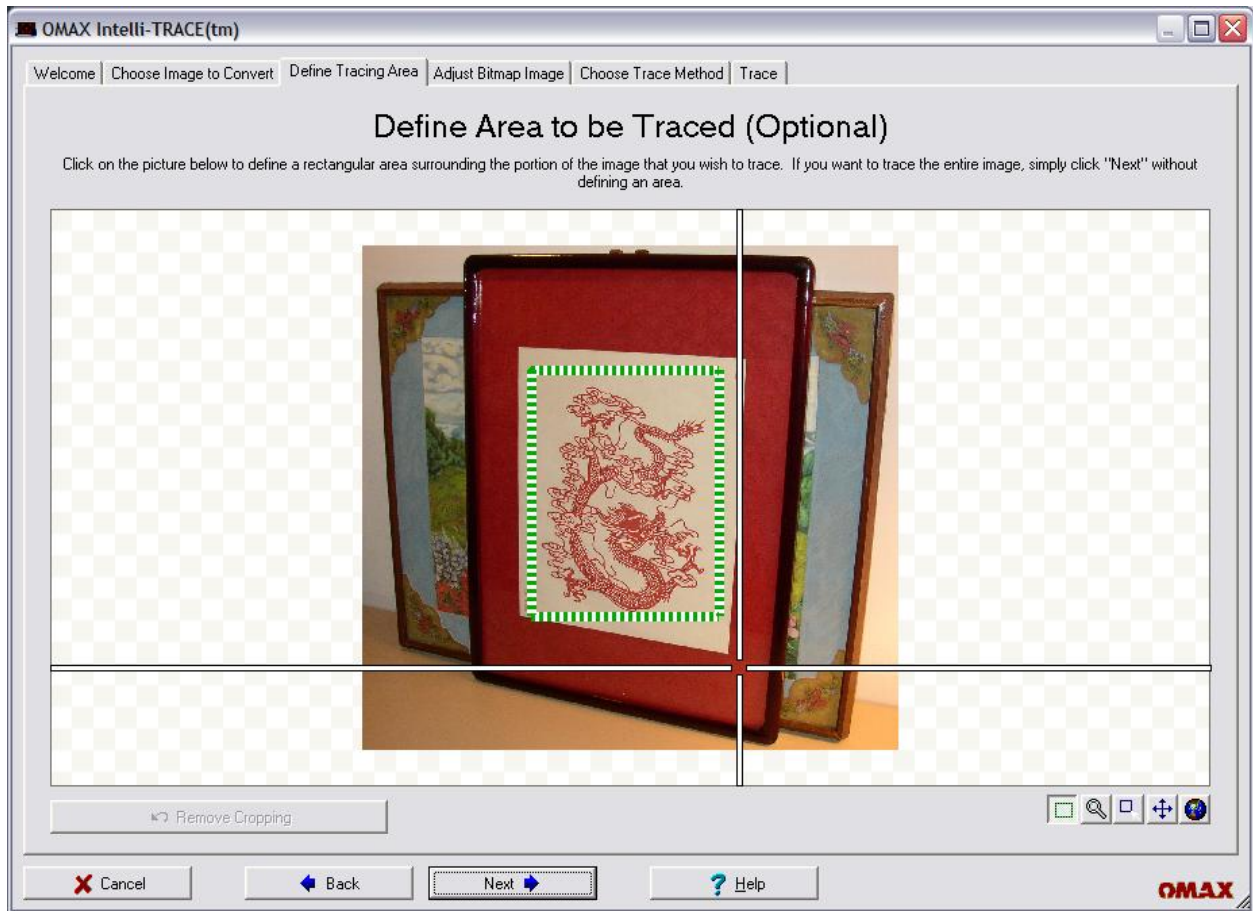 OMAX Intelli-TRACE(tm)
Welcome
Choose Image to Convert
Define Tracing Area
Adjust Bitmap Image
Choose Trace Method
Trace
Define Area to be Traced (Optional)
Click on the picture below to define a rectangular area surrounding the portion of the image that you wish to trace.  If you want to trace the entire image, simply click "Next" without
defining an area.
Remove Cropping
Cancel
Back
Next
Help
OMAX